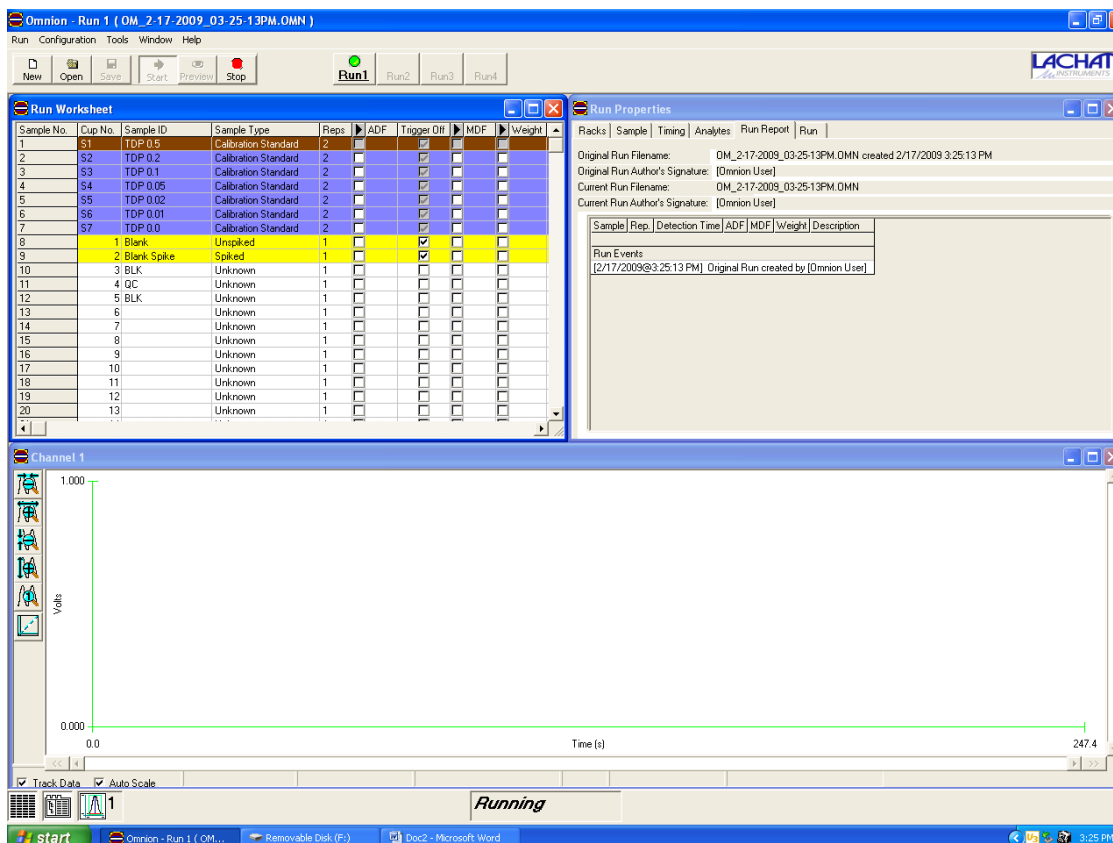 Omnion - Run 1 ( OM_2-17-2009_03-25-13PM.OMN )
Run Configuration Tools Window Help
New Open Save Start Preview Stop Run1 Run2 Run3 Run4
LACHAT
INSTRUMENTS
Run Worksheet
Sample No. Cup No. Sample ID Sample Type Reps ADF Trigger Off MDF Weight
1 S1 TDP 0.5 Calibration Standard 2
2 S2 TDP 0.2 Calibration Standard 2
3 S3 TDP 0.1 Calibration Standard 2
4 S4 TDP 0.05 Calibration Standard 2
5 S5 TDP 0.02 Calibration Standard 2
6 S6 TDP 0.01 Calibration Standard 2
7 S7 TDP 0.0 Calibration Standard 2
8 1 Blank Unspiked 1
9 2 Blank Spike Spiked 1
10 3 BLK Unknown 1
11 4 QC Unknown 1
12 5 BLK Unknown 1
13 6 Unknown 1
14 7 Unknown 1
15 8 Unknown 1
16 9 Unknown 1
17 10 Unknown 1
18 11 Unknown 1
19 12 Unknown 1
20 13 Unknown 1
Run Properties
Racks Sample Timing Analytes Run Report Run
Original Run Filename: OM_2-17-2009_03-25-13PM.OMN created 2/17/2009 3:25:13 PM
Original Run Author's Signature: [Omnion User]
Current Run Filename: OM_2-17-2009_03-25-13PM.OMN
Current Run Author's Signature: [Omnion User]
Sample Rep. Detection Time ADF MDF Weight Description
Run Events
[2/17/2009@3:25:13 PM] Original Run created by [Omnion User]
Channel 1
1.000
Volts
0.000
0.0 Time (s) 247.4
Track Data Auto Scale
1 Running
start Omnion - Run 1 ( OM... Removable Disk (F:) Doc2 - Microsoft Word 3:25 PM